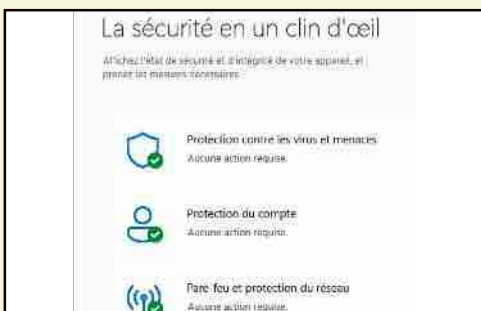 La sécurité en un clin d'œil
Affichez l'état de sécurité et d'intégrité de votre appareil, et
prenez les mesures nécessaires.
Protection contre les virus et menaces
Aucune action requise.
Protection du compte
Aucune action requise.
Pare-feu et protection du réseau
Aucune action requise.